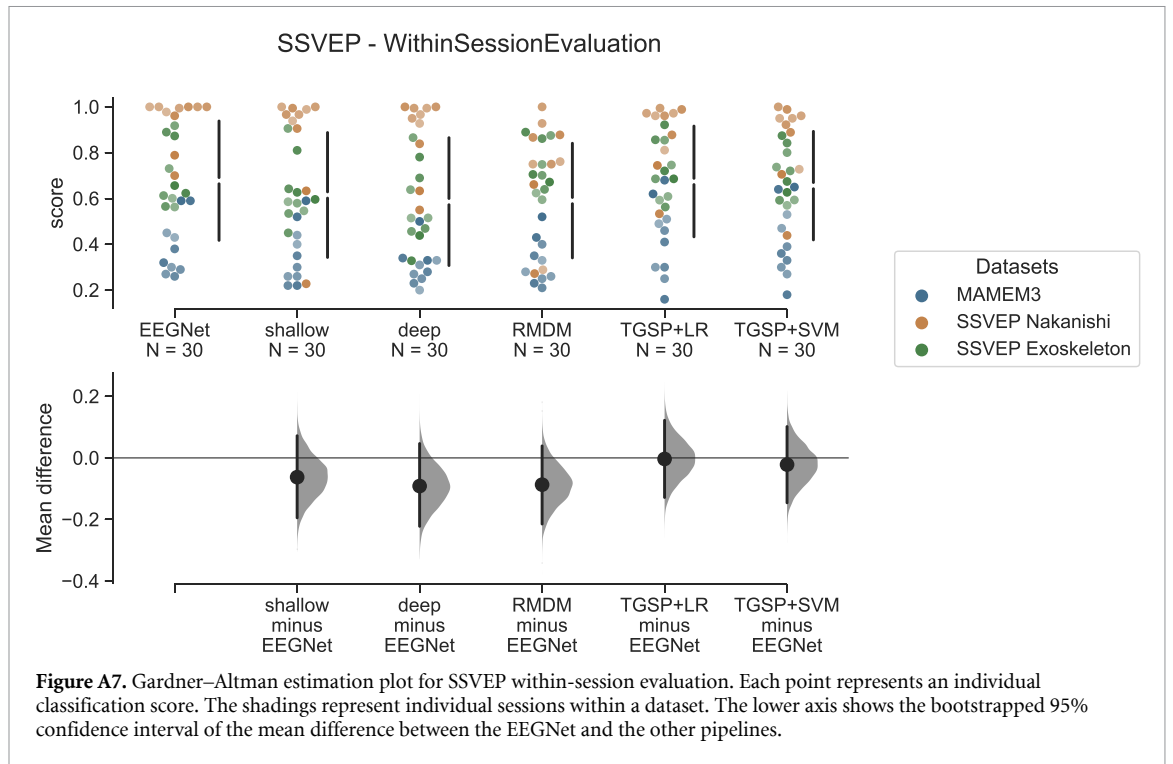 SSVEP - WithinSessionEvaluation
score
1.0
0.8
0.6
0.4
0.2
EEGNet shallow deep RMDM TGSP+LR TGSP+SVM
N = 30 N = 30 N = 30 N = 30 N = 30 N = 30
Datasets
MAMEM3
SSVEP Nakanishi
SSVEP Exoskeleton
Mean difference
0.2
0.0
−0.2
−0.4
shallow deep RMDM TGSP+LR TGSP+SVM
minus minus minus minus minus
EEGNet EEGNet EEGNet EEGNet EEGNet
Figure A7. Gardner–Altman estimation plot for SSVEP within-session evaluation. Each point represents an individual
classification score. The shadings represent individual sessions within a dataset. The lower axis shows the bootstrapped 95%
confidence interval of the mean difference between the EEGNet and the other pipelines.